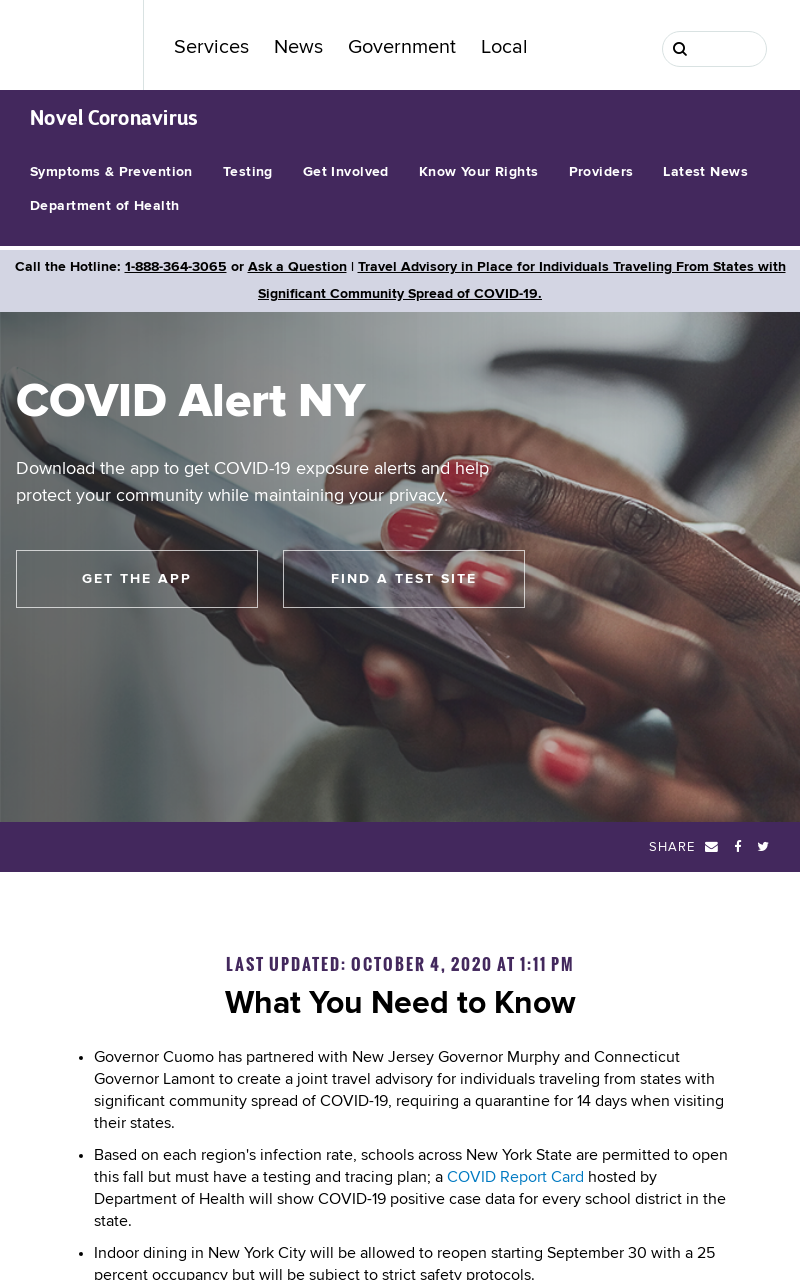 Services News Government Local
Novel Coronavirus
Symptoms & Prevention Testing Get Involved Know Your Rights Providers Latest News
Department of Health
Call the Hotline: 1-888-364-3065 or Ask a Question | Travel Advisory in Place for Individuals Traveling From States with
Significant Community Spread of COVID-19.
COVID Alert NY
Download the app to get COVID-19 exposure alerts and help
protect your community while maintaining your privacy.
GET THE APP FIND A TEST SITE
SHARE
LAST UPDATED: OCTOBER 4, 2020 AT 1:11 PM
What You Need to Know
• Governor Cuomo has partnered with New Jersey Governor Murphy and Connecticut
Governor Lamont to create a joint travel advisory for individuals traveling from states with
significant community spread of COVID-19, requiring a quarantine for 14 days when visiting
their states.
• Based on each region's infection rate, schools across New York State are permitted to open
this fall but must have a testing and tracing plan; a COVID Report Card hosted by
Department of Health will show COVID-19 positive case data for every school district in the
state.
• Indoor dining in New York City will be allowed to reopen starting September 30 with a 25
percent occupancy but will be subject to strict safety protocols.